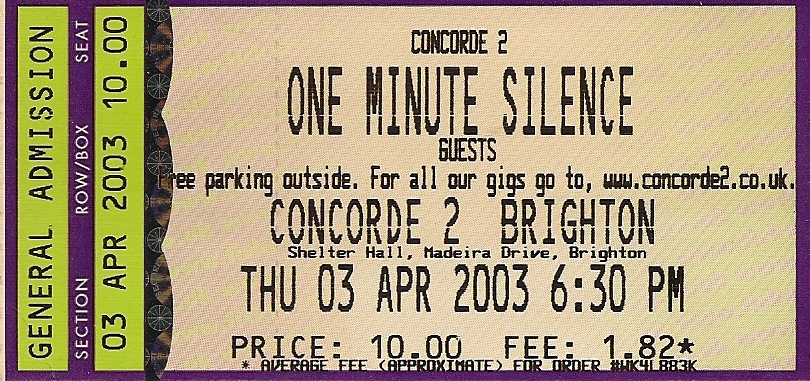 GENERAL ADMISSION
SECTION ROW/BOX SEAT
03 APR 2003 10.00
CONCORDE 2
ONE MINUTE SILENCE
GUESTS
ree parking outside. For all our gigs go to, www.concorde2.co.uk.
CONCORDE 2 BRIGHTON
Shelter Hall, Madeira Drive, Brighton
THU 03 APR 2003 6:30 PM
PRICE: 10.00 FEE: 1.82*
* AVERAGE FEE (APPROXIMATE) FOR ORDER #WK4L883K